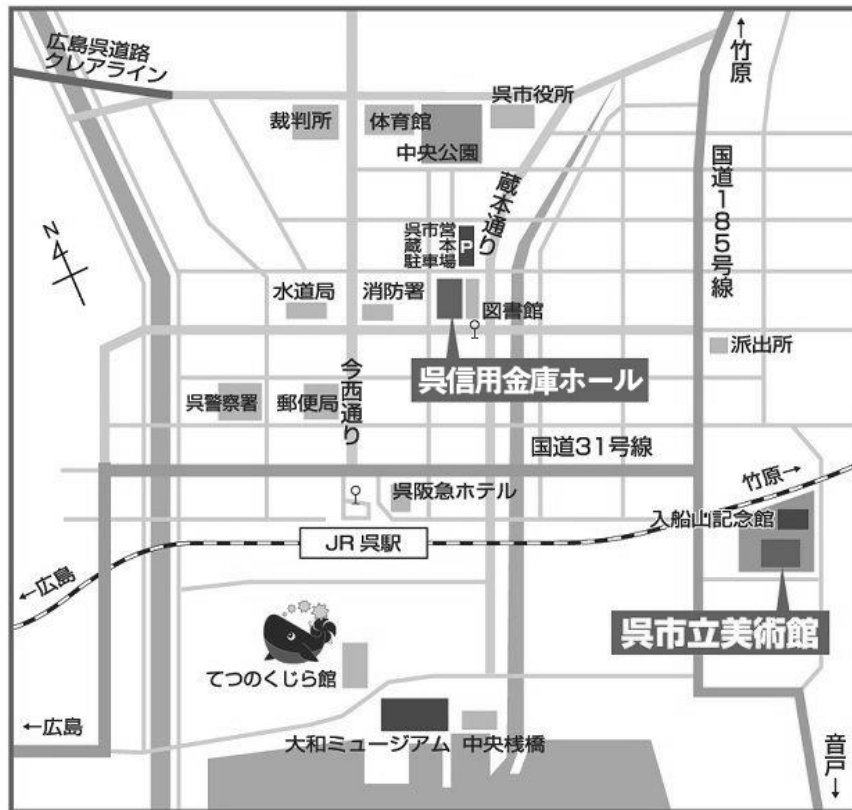 広島呉道路
クレアライン
↑竹原
裁判所
体育館
呉市役所
中央公園
国道185号線
蔵本通り
N
呉市営
蔵本
駐車場
P
水道局
消防署
図書館
派出所
呉信用金庫ホール
今西通り
呉警察署
郵便局
国道31号線
竹原→
呉阪急ホテル
入船山記念館
JR 呉駅
←広島
呉市立美術館
てつのくじら館
←広島
大和ミュージアム
中央桟橋
音戸↓